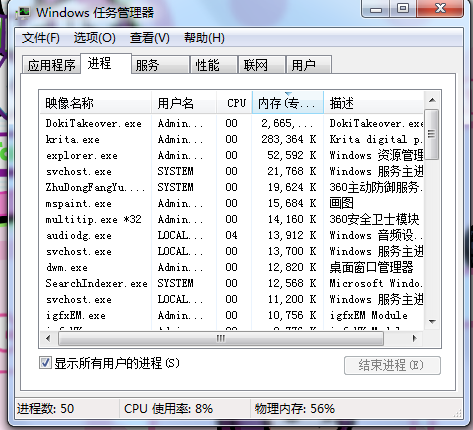 Windows 任务管理器
文件(F) 选项(O) 查看(V) 帮助(H)
应用程序 进程 服务 性能 联网 用户
映像名称 用户名 CPU 内存(专... 描述
DokiTakeover.exe Admin... 00 2,665,... DokiTakeover.
krita.exe Admin... 00 283,364 K Krita digital p.
explorer.exe Admin... 00 52,592 K Windows 资源管理
svchost.exe SYSTEM 00 21,768 K Windows 服务主进
ZhuDongFangYu.... SYSTEM 00 19,624 K 360主动防御服务.
mspaint.exe Admin... 00 15,684 K 画图
multitip.exe *32 Admin... 00 14,160 K 360安全卫士模块
audiodg.exe LOCAL... 04 13,912 K Windows 音频设...
svchost.exe LOCAL... 00 13,700 K Windows 服务主进
dwm.exe Admin... 00 12,820 K 桌面窗口管理器
SearchIndexer.exe SYSTEM 00 12,568 K Microsoft Windo.
svchost.exe LOCAL... 00 11,200 K Windows 服务主进
igfxEM.exe Admin... 00 10,756 K igfxEM Module
显示所有用户的进程(S) 结束进程(E)
进程数: 50 CPU 使用率: 8% 物理内存: 56%